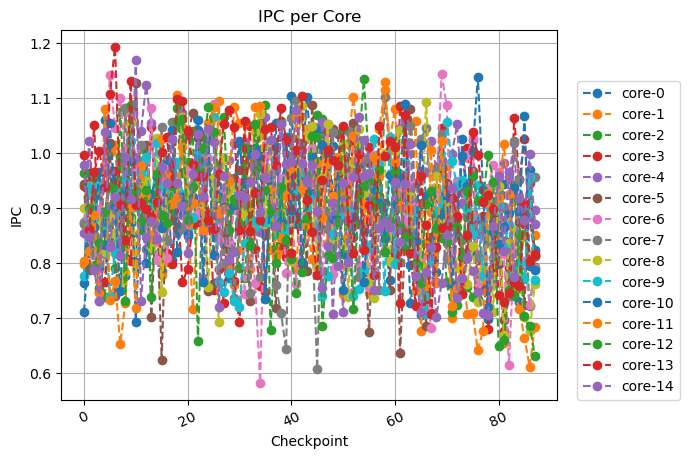 IPC per Core
1.2
1.1
1.0
0.9
0.8
0.7
0.6
IPC
0
20
40
60
80
Checkpoint
core-0
core-1
core-2
core-3
core-4
core-5
core-6
core-7
core-8
core-9
core-10
core-11
core-12
core-13
core-14